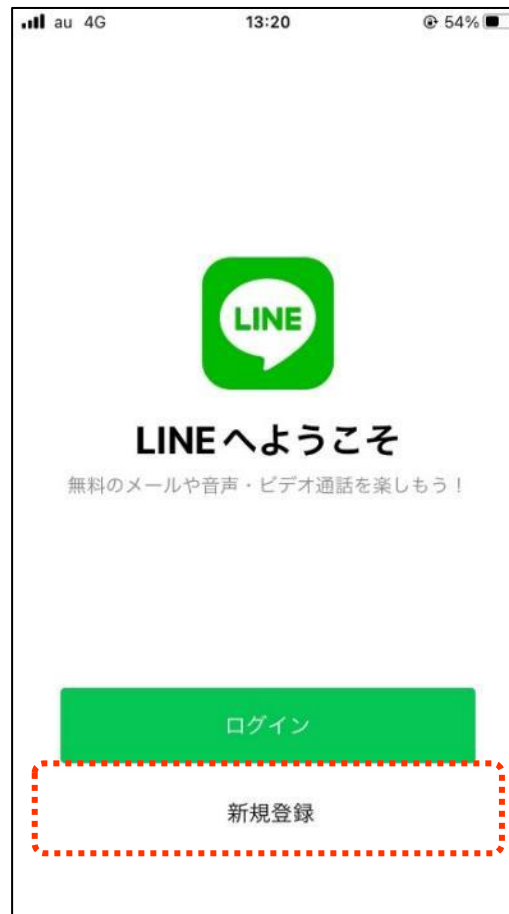 au 4G 13:20 54%
LINE
LINEへようこそ
無料のメールや音声・ビデオ通話を楽しもう！
ログイン
新規登録